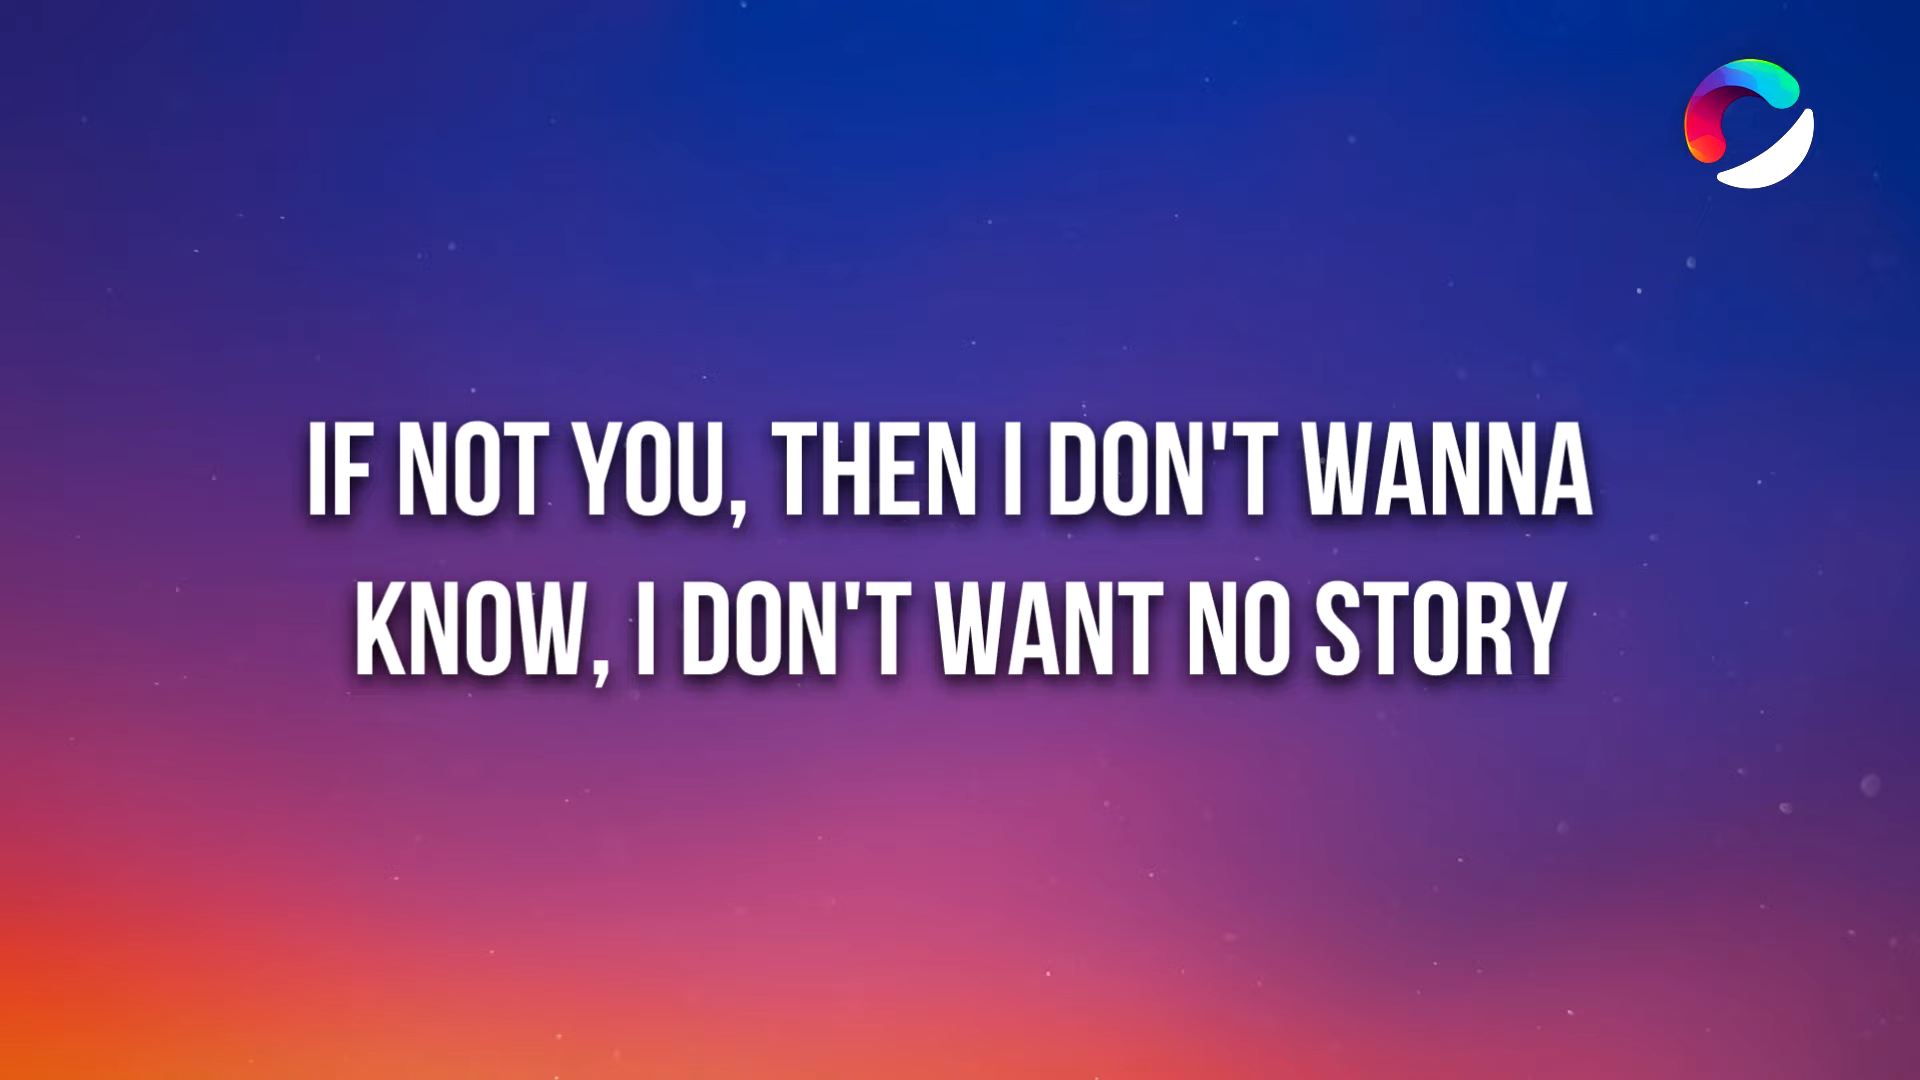 IF NOT YOU, THEN I DON'T WANNA
KNOW, I DON'T WANT NO STORY